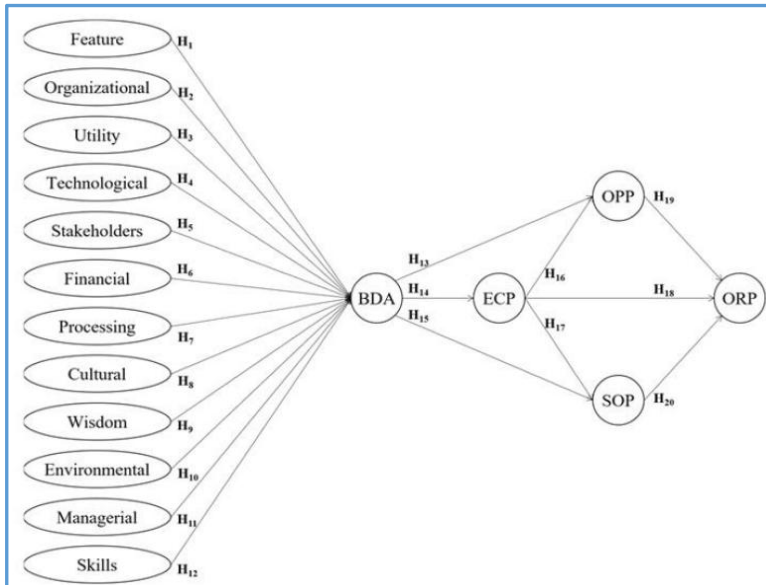 Feature
H1
Organizational
H2
Utility
H3
Technological
H4
Stakeholders
H5
Financial
H6
Processing
H7
Cultural
H8
Wisdom
H9
Environmental
H10
Managerial
H11
Skills
H12
BDA
H13
H14
H15
ECP
H16
H17
OPP
SOP
H19
H18
H20
ORP